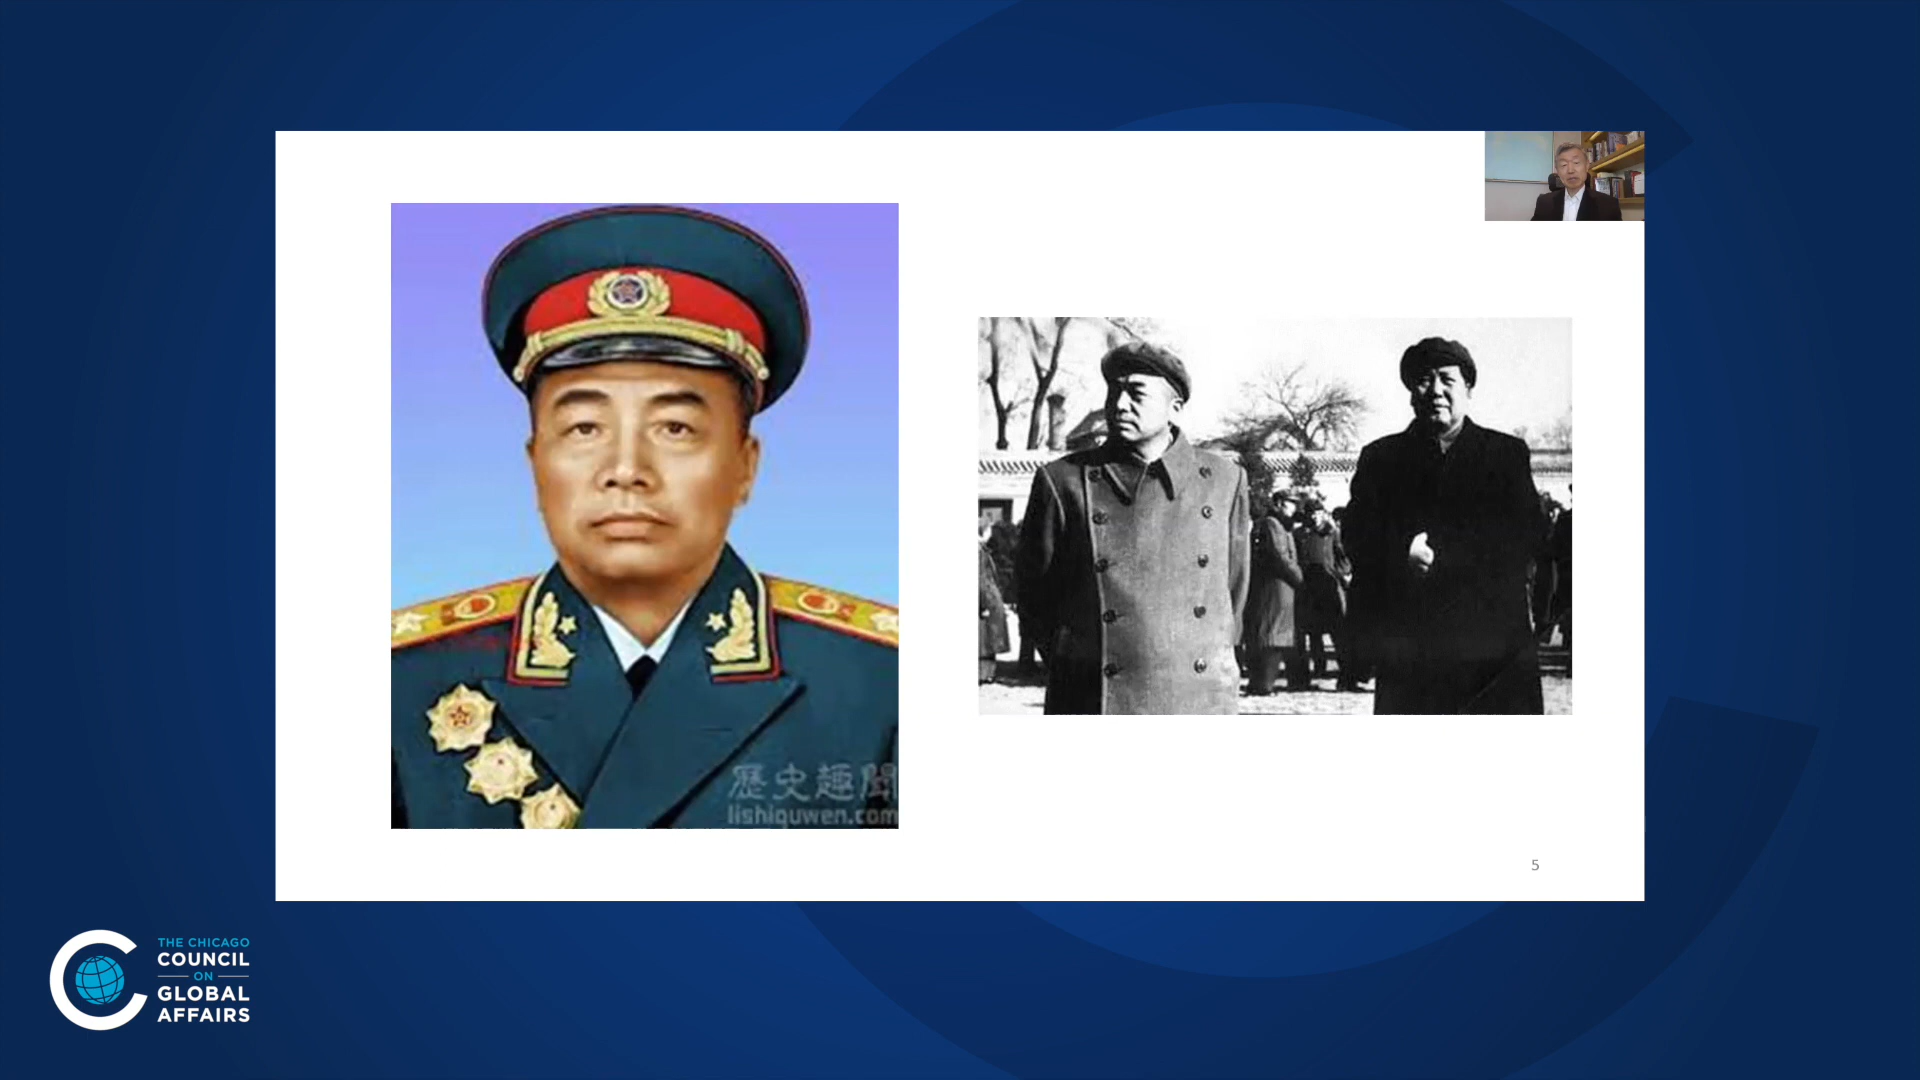 歷史趣聞
lishiquwen.com
5
THE CHICAGO
COUNCIL
ON
GLOBAL
AFFAIRS